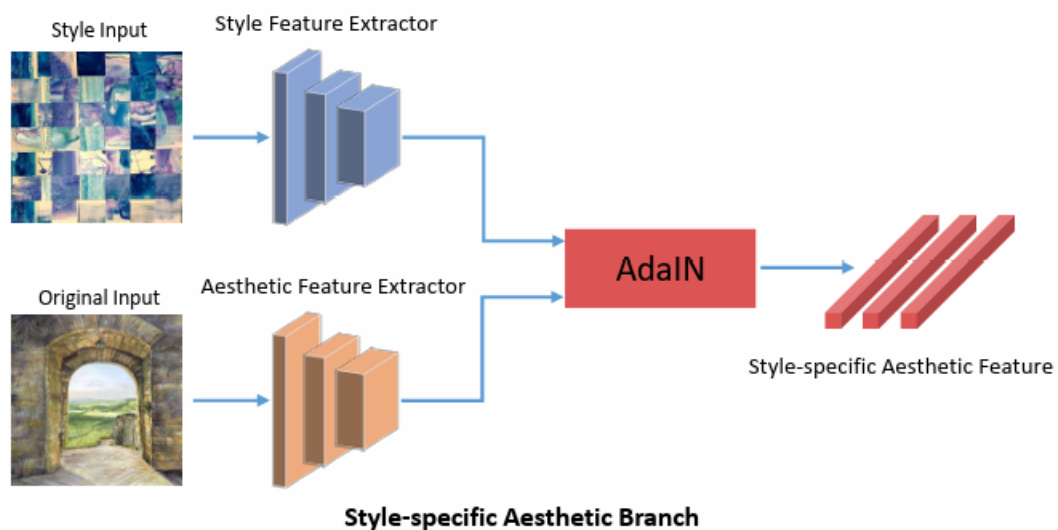 Style Input
Style Feature Extractor
AdaIN
Original Input
Aesthetic Feature Extractor
Style-specific Aesthetic Feature
Style-specific Aesthetic Branch